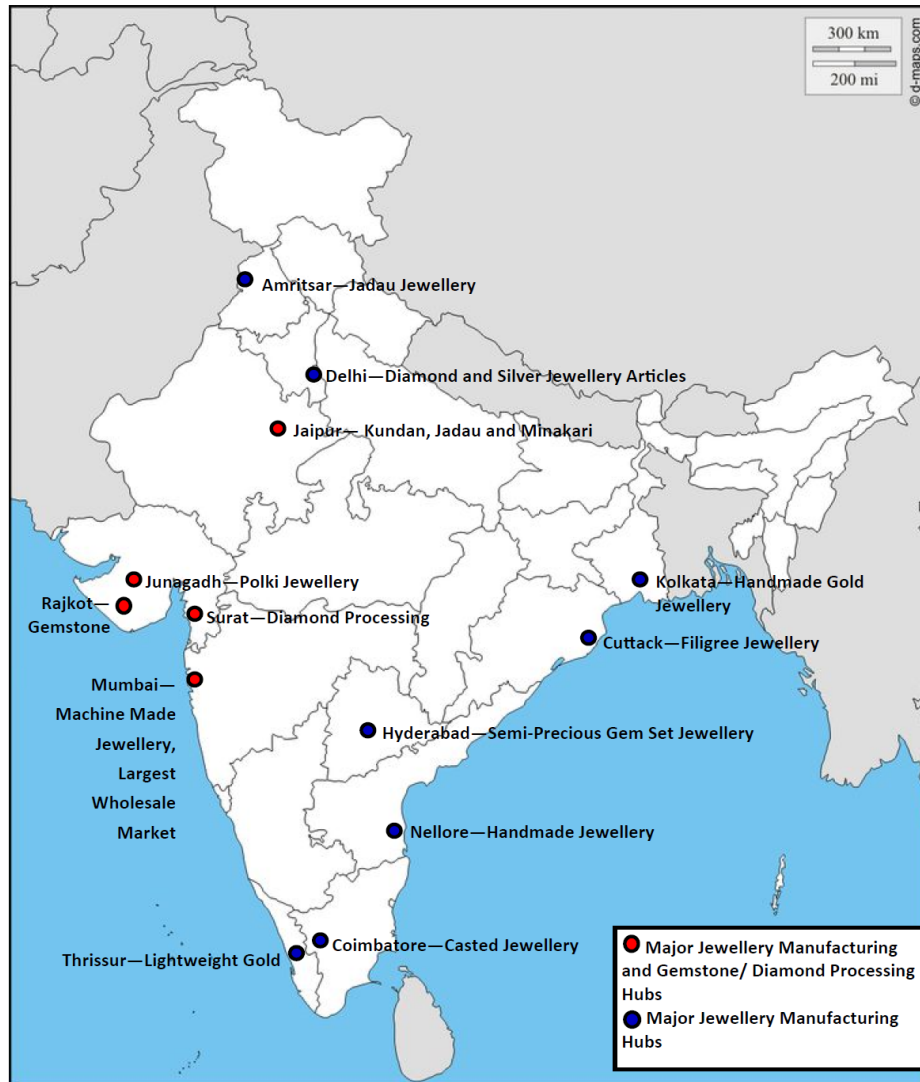 300 km
200 mi
© d-maps.com
Amritsar—Jadau Jewellery
Delhi—Diamond and Silver Jewellery Articles
Jaipur— Kundan, Jadau and Minakari
Junagadh—Polki Jewellery
Rajkot—
Gemstone
Surat—Diamond Processing
Kolkata—Handmade Gold
Jewellery
Cuttack—Filigree Jewellery
Mumbai—
Machine Made
Jewellery,
Largest
Wholesale
Market
Hyderabad—Semi-Precious Gem Set Jewellery
Nellore—Handmade Jewellery
Coimbatore—Casted Jewellery
Thrissur—Lightweight Gold
Major Jewellery Manufacturing
and Gemstone/ Diamond Processing
Hubs
Major Jewellery Manufacturing
Hubs